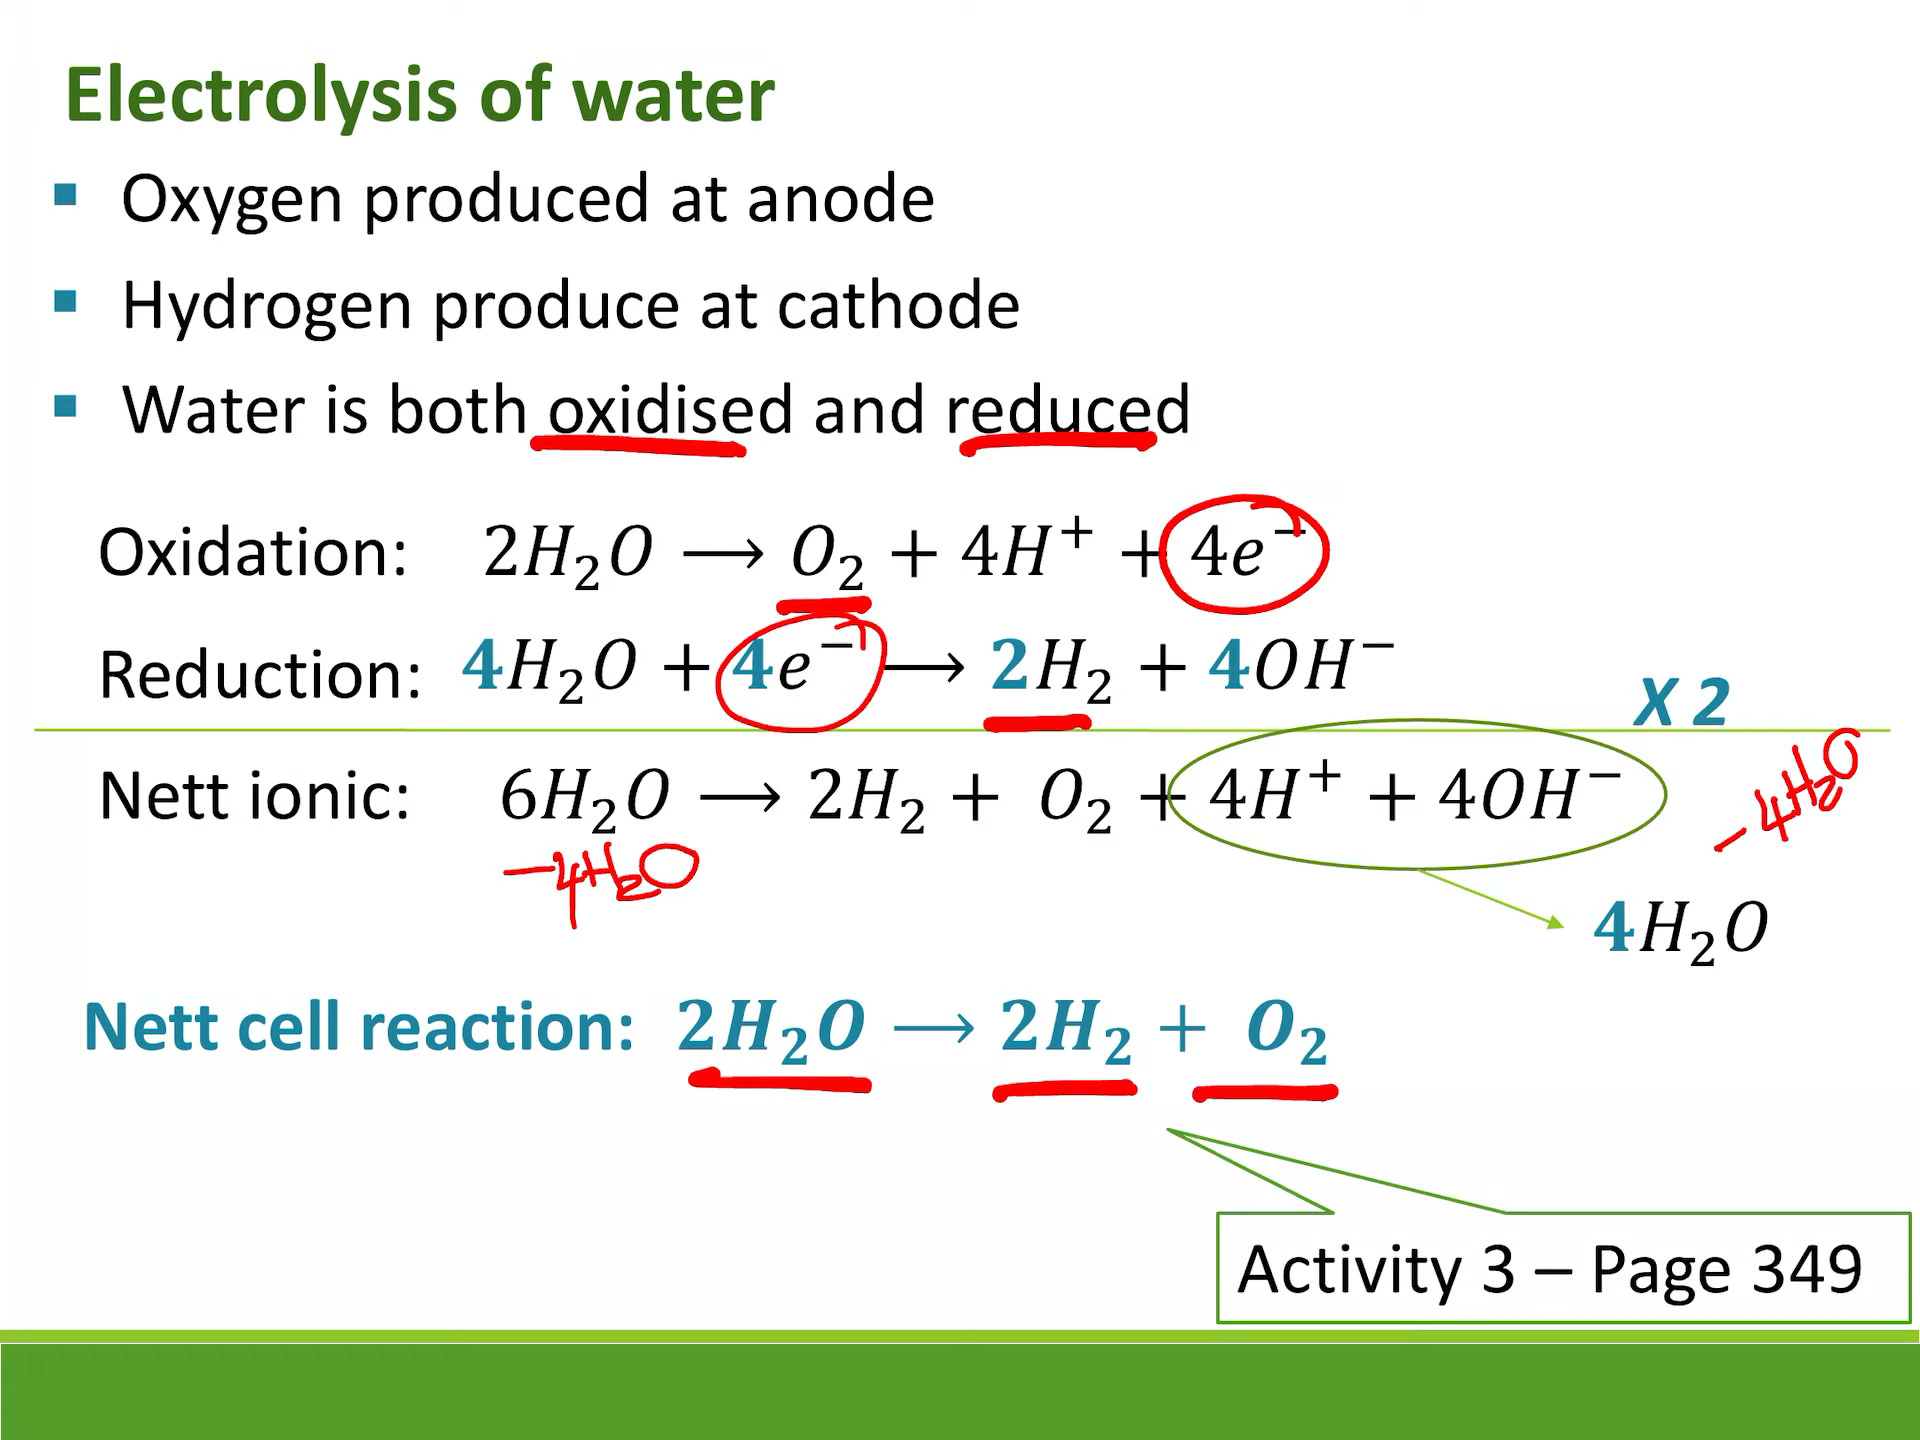 Electrolysis of water
▪ Oxygen produced at anode
▪ Hydrogen produce at cathode
▪ Water is both oxidised and reduced
Oxidation: 2H₂O ⟶ O₂ + 4H⁺ + 4e⁻
Reduction: 4H₂O + 4e⁻ ⟶ 2H₂ + 4OH⁻
X 2
Nett ionic: 6H₂O ⟶ 2H₂ + O₂ + 4H⁺ + 4OH⁻
-4H₂O
-4H₂O
4H₂O
Nett cell reaction: 2H₂O ⟶ 2H₂ + O₂
Activity 3 – Page 349